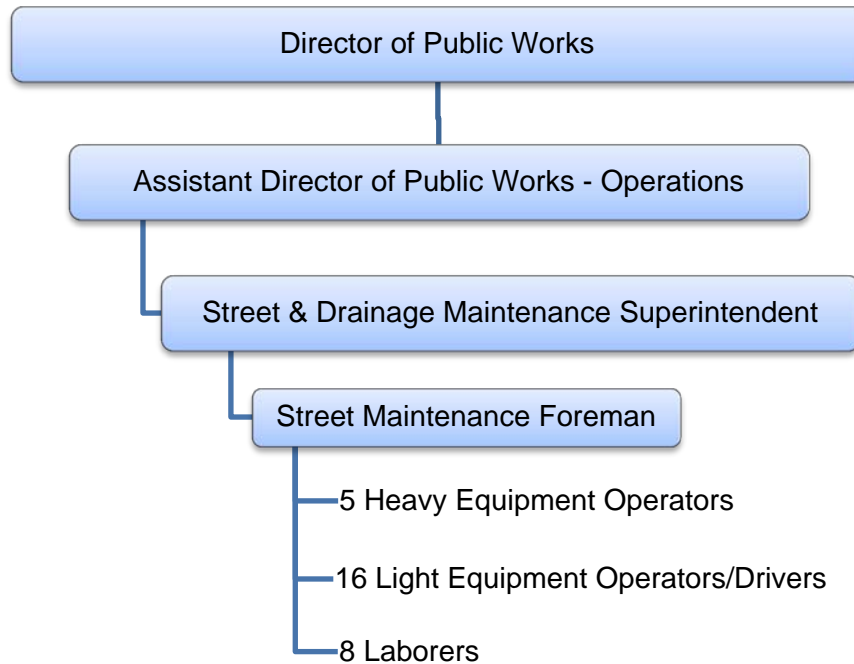 Director of Public Works
Assistant Director of Public Works - Operations
Street & Drainage Maintenance Superintendent
Street Maintenance Foreman
5 Heavy Equipment Operators
16 Light Equipment Operators/Drivers
8 Laborers